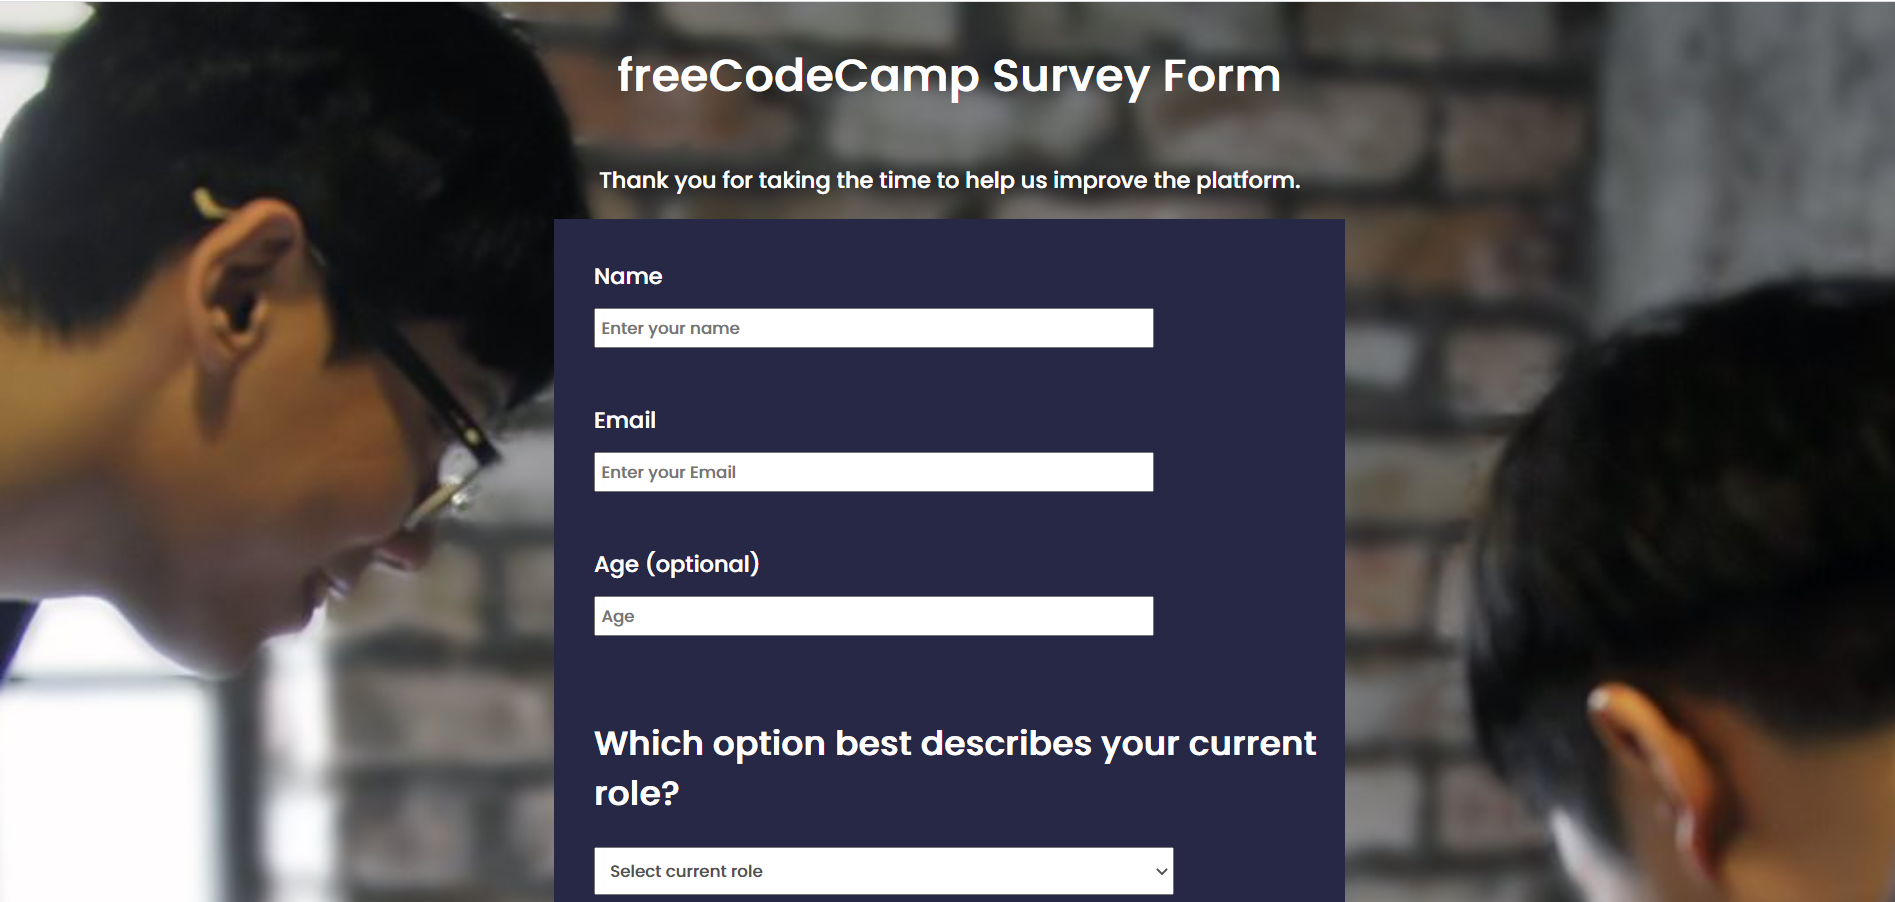 freeCodeCamp Survey Form
Thank you for taking the time to help us improve the platform.
Name
Enter your name
Email
Enter your Email
Age (optional)
Age
Which option best describes your current
role?
Select current role